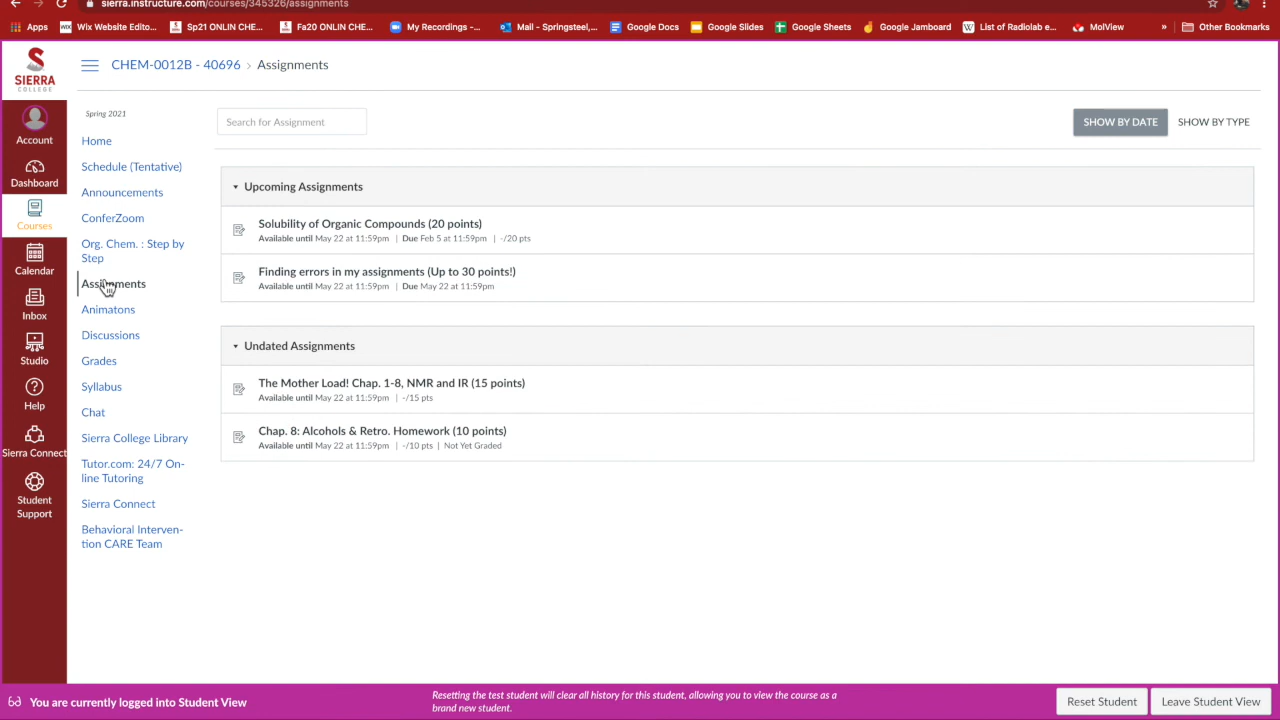 sierra.instructure.com/courses/345326/assignments
Apps
Wix Website Edito...
Sp21 ONLIN CHE...
Fa20 ONLIN CHE...
My Recordings -...
Mail - Springsteel,...
Google Docs
Google Slides
Google Sheets
Google Jamboard
List of Radiolab e...
MolView
»
Other Bookmarks
SIERRA
COLLEGE
CHEM-0012B - 40696 › Assignments
Account
Dashboard
Courses
Calendar
Inbox
Studio
Help
Sierra Connect
Student
Support
Spring 2021
Home
Schedule (Tentative)
Announcements
ConferZoom
Org. Chem. : Step by
Step
Assignments
Animatons
Discussions
Grades
Syllabus
Chat
Sierra College Library
Tutor.com: 24/7 On-
line Tutoring
Sierra Connect
Behavioral Interven-
tion CARE Team
Search for Assignment
SHOW BY DATE
SHOW BY TYPE
Upcoming Assignments
Solubility of Organic Compounds (20 points)
Available until May 22 at 11:59pm | Due Feb 5 at 11:59pm | -/20 pts
Finding errors in my assignments (Up to 30 points!)
Available until May 22 at 11:59pm | Due May 22 at 11:59pm
Undated Assignments
The Mother Load! Chap. 1-8, NMR and IR (15 points)
Available until May 22 at 11:59pm | -/15 pts
Chap. 8: Alcohols & Retro. Homework (10 points)
Available until May 22 at 11:59pm | -/10 pts | Not Yet Graded
You are currently logged into Student View
Resetting the test student will clear all history for this student, allowing you to view the course as a
brand new student.
Reset Student
Leave Student View